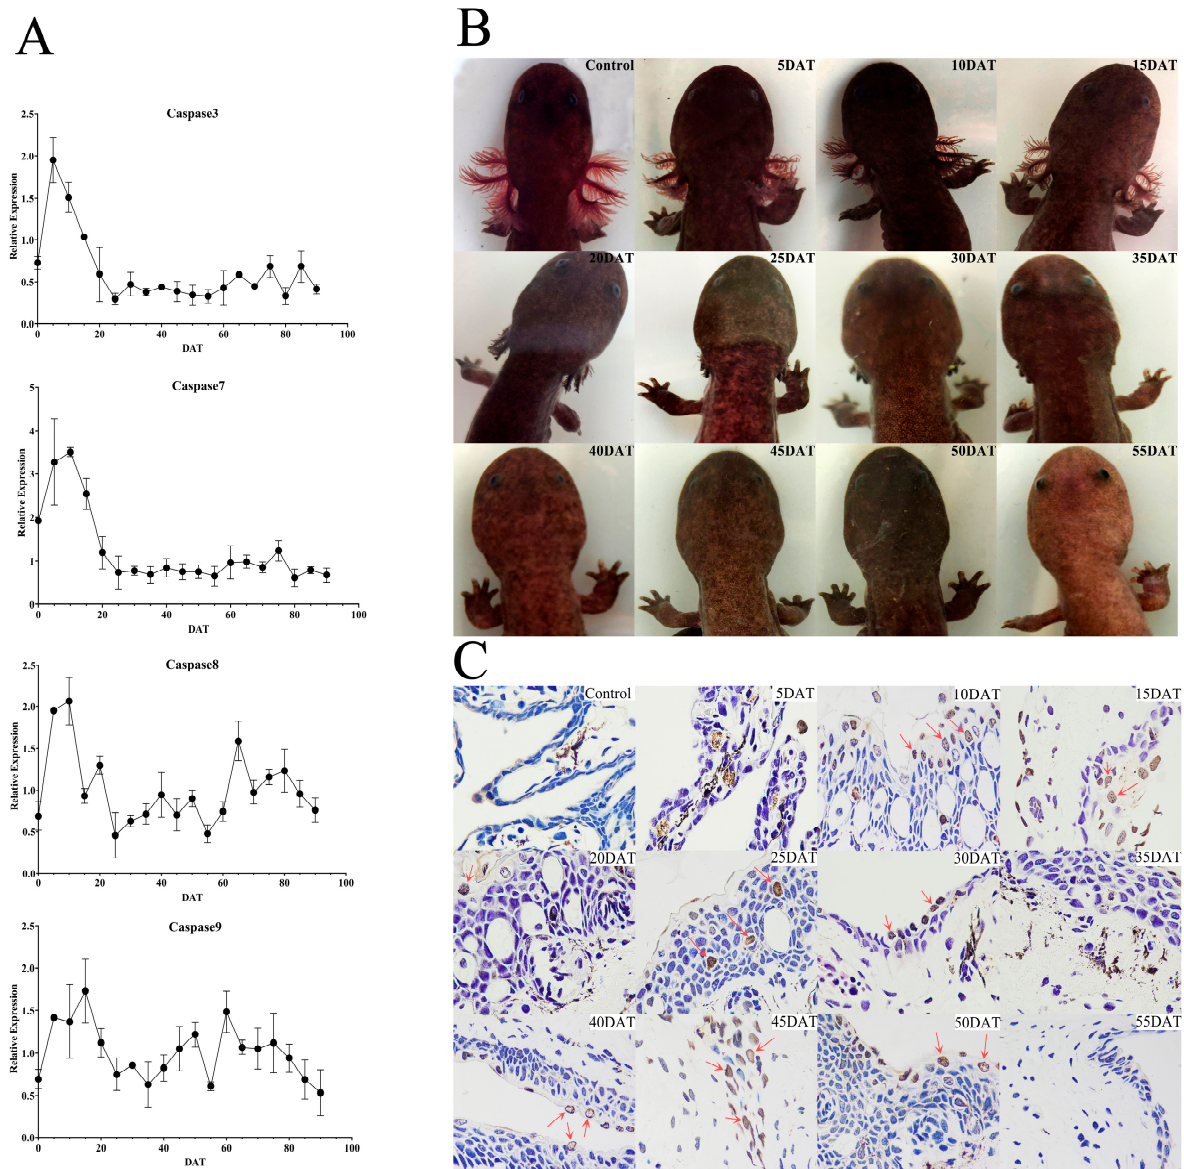 A
Caspase3
Relative Expression
2.5
2.0
1.5
1.0
0.5
0.0
0 20 40 60 80 100
DAT
Caspase7
Relative Expression
5
4
3
2
1
0
0 20 40 60 80 100
DAT
Caspase8
Relative Expression
2.5
2.0
1.5
1.0
0.5
0.0
0 20 40 60 80 100
DAT
Caspase9
Relative Expression
2.5
2.0
1.5
1.0
0.5
0.0
0 20 40 60 80 100
DAT
B
Control 5DAT 10DAT 15DAT
20DAT 25DAT 30DAT 35DAT
40DAT 45DAT 50DAT 55DAT
C
Control 5DAT 10DAT 15DAT
20DAT 25DAT 30DAT 35DAT
40DAT 45DAT 50DAT 55DAT